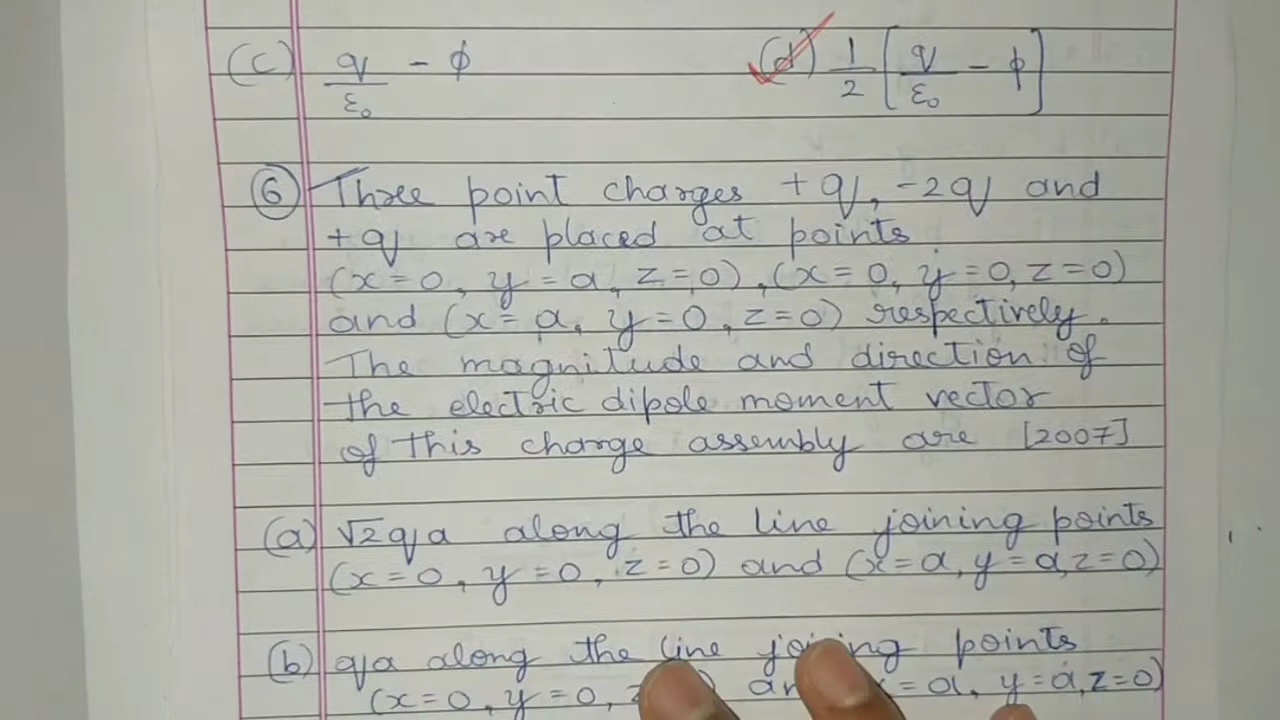 (c) q/ε₀ - ϕ (d) 1/2 [q/ε₀ - ϕ]
⑥ Three point charges +q, -2q and
+q are placed at points
(x=0, y=a, z=0), (x=0, y=0, z=0)
and (x=a, y=0, z=0) respectively.
The magnitude and direction of
the electric dipole moment vector
of this charge assembly are [2007]
(a) √2qa along the line joining points
(x=0, y=0, z=0) and (x=a, y=a, z=0)
(b) qa along the line joining points
(x=0, y=0, z =a, y=a, z=0)